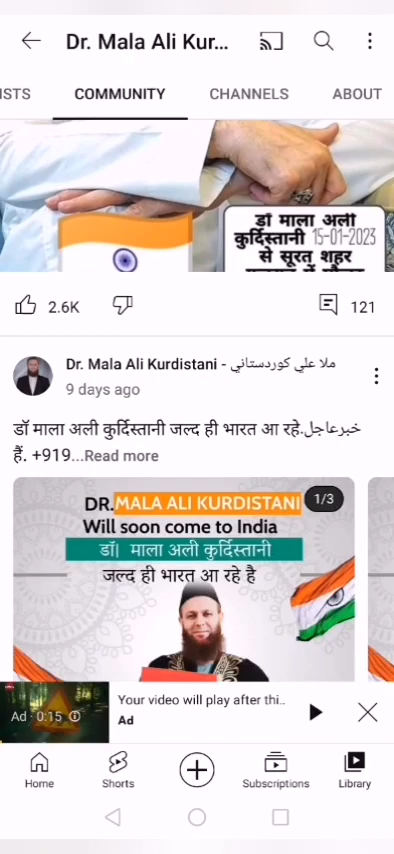 Dr. Mala Ali Kur...
ISTS COMMUNITY CHANNELS ABOUT
डॉ माला अली
कुर्दिस्तानी 15-01-2023
से सूरत शहर
2.6K 121
Dr. Mala Ali Kurdistani - ملا علي كوردستاني
9 days ago
डॉ माला अली कुर्दिस्तानी जल्द ही भारत आ रहे.خبرعاجل
हैं. +919...Read more
1/3
DR.MALA ALI KURDISTANI
Will soon come to India
डॉ| माला अली कुर्दिस्तानी
जल्द ही भारत आ रहे है
Ad · 0:15
Your video will play after thi..
Ad
Home Shorts Subscriptions Library